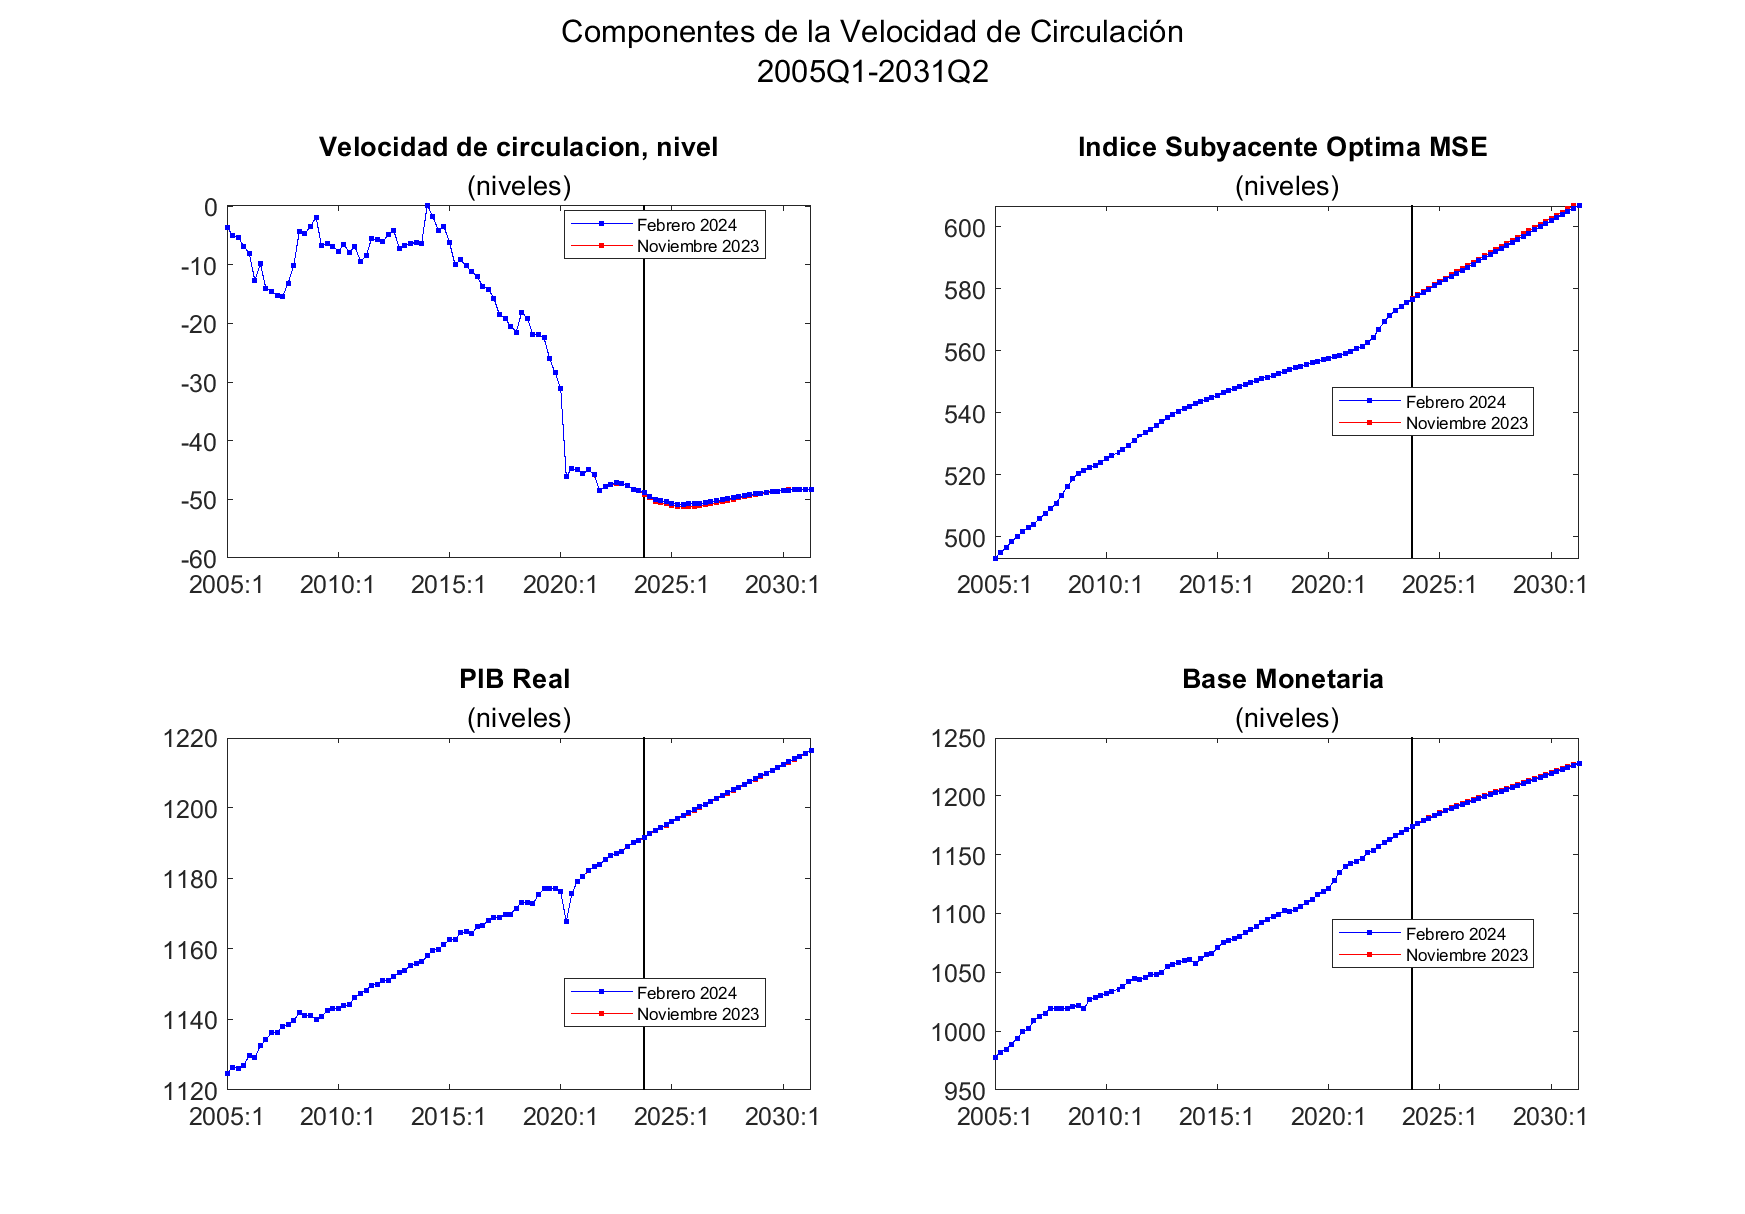 Componentes de la Velocidad de Circulación
2005Q1-2031Q2
Velocidad de circulacion, nivel
(niveles)
0
-10
-20
-30
-40
-50
-60
2005:1 2010:1 2015:1 2020:1 2025:1 2030:1
Febrero 2024
Noviembre 2023
Indice Subyacente Optima MSE
(niveles)
600
580
560
540
520
500
2005:1 2010:1 2015:1 2020:1 2025:1 2030:1
Febrero 2024
Noviembre 2023
PIB Real
(niveles)
1220
1200
1180
1160
1140
1120
2005:1 2010:1 2015:1 2020:1 2025:1 2030:1
Febrero 2024
Noviembre 2023
Base Monetaria
(niveles)
1250
1200
1150
1100
1050
1000
950
2005:1 2010:1 2015:1 2020:1 2025:1 2030:1
Febrero 2024
Noviembre 2023